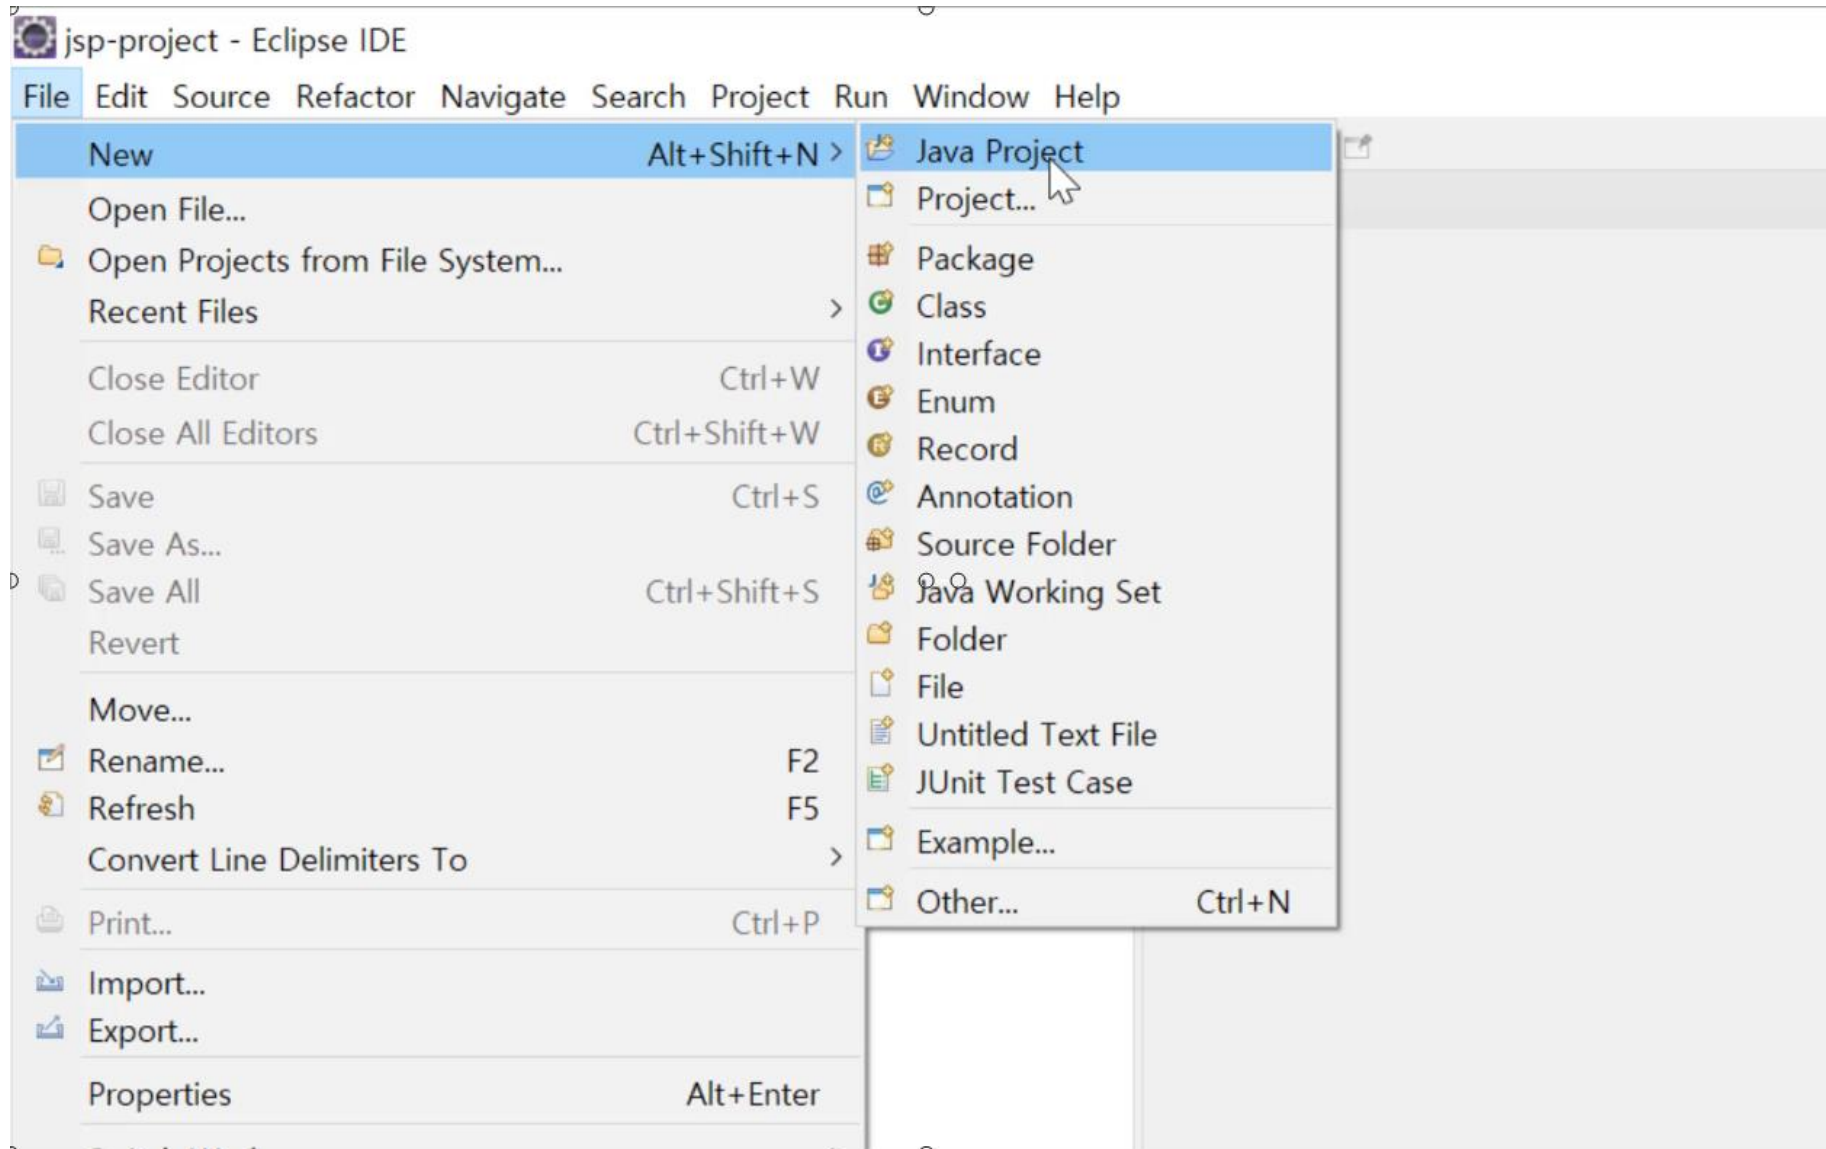 jsp-project - Eclipse IDE
File Edit Source Refactor Navigate Search Project Run Window Help
New Alt+Shift+N >
Open File...
Open Projects from File System...
Recent Files >
Close Editor Ctrl+W
Close All Editors Ctrl+Shift+W
Save Ctrl+S
Save As...
Save All Ctrl+Shift+S
Revert
Move...
Rename... F2
Refresh F5
Convert Line Delimiters To >
Print... Ctrl+P
Import...
Export...
Properties Alt+Enter
Java Project
Project...
Package
Class
Interface
Enum
Record
Annotation
Source Folder
Java Working Set
Folder
File
Untitled Text File
JUnit Test Case
Example...
Other... Ctrl+N